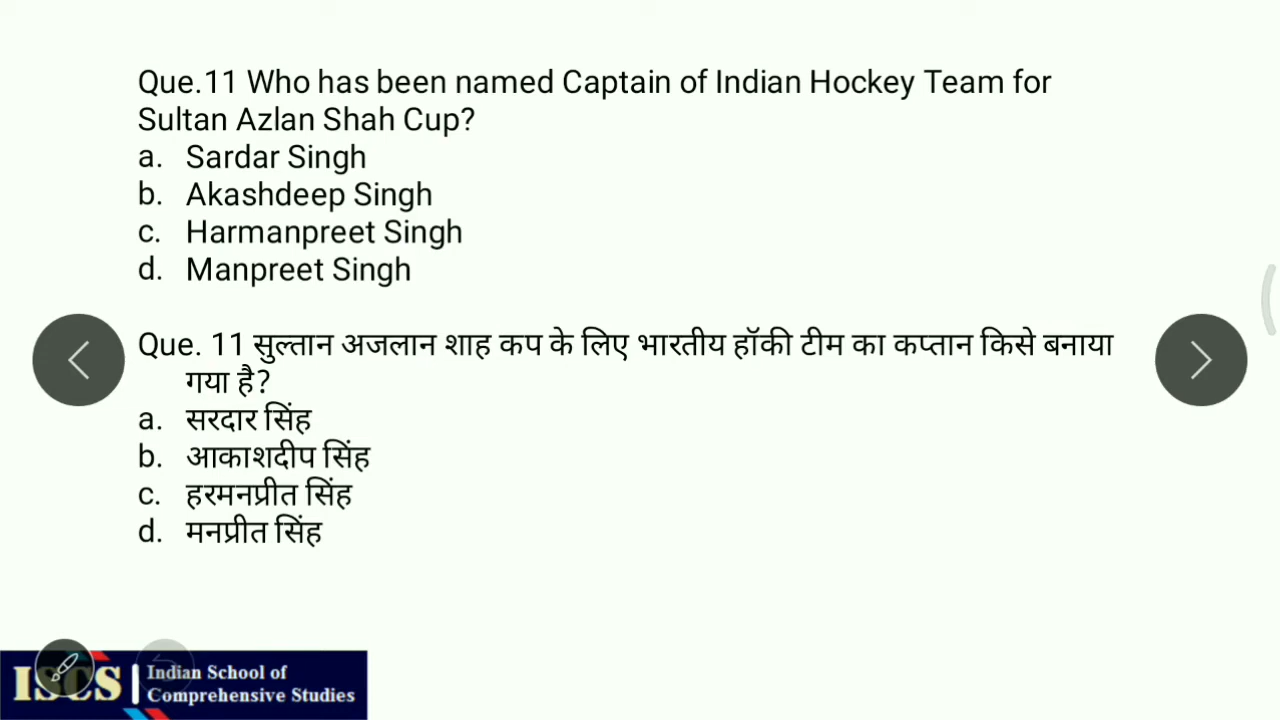 Que.11 Who has been named Captain of Indian Hockey Team for
Sultan Azlan Shah Cup?
a. Sardar Singh
b. Akashdeep Singh
c. Harmanpreet Singh
d. Manpreet Singh
Que. 11 सुल्तान अजलान शाह कप के लिए भारतीय हॉकी टीम का कप्तान किसे बनाया
गया है?
a. सरदार सिंह
b. आकाशदीप सिंह
c. हरमनप्रीत सिंह
d. मनप्रीत सिंह
ISCS
Indian School of
Comprehensive Studies